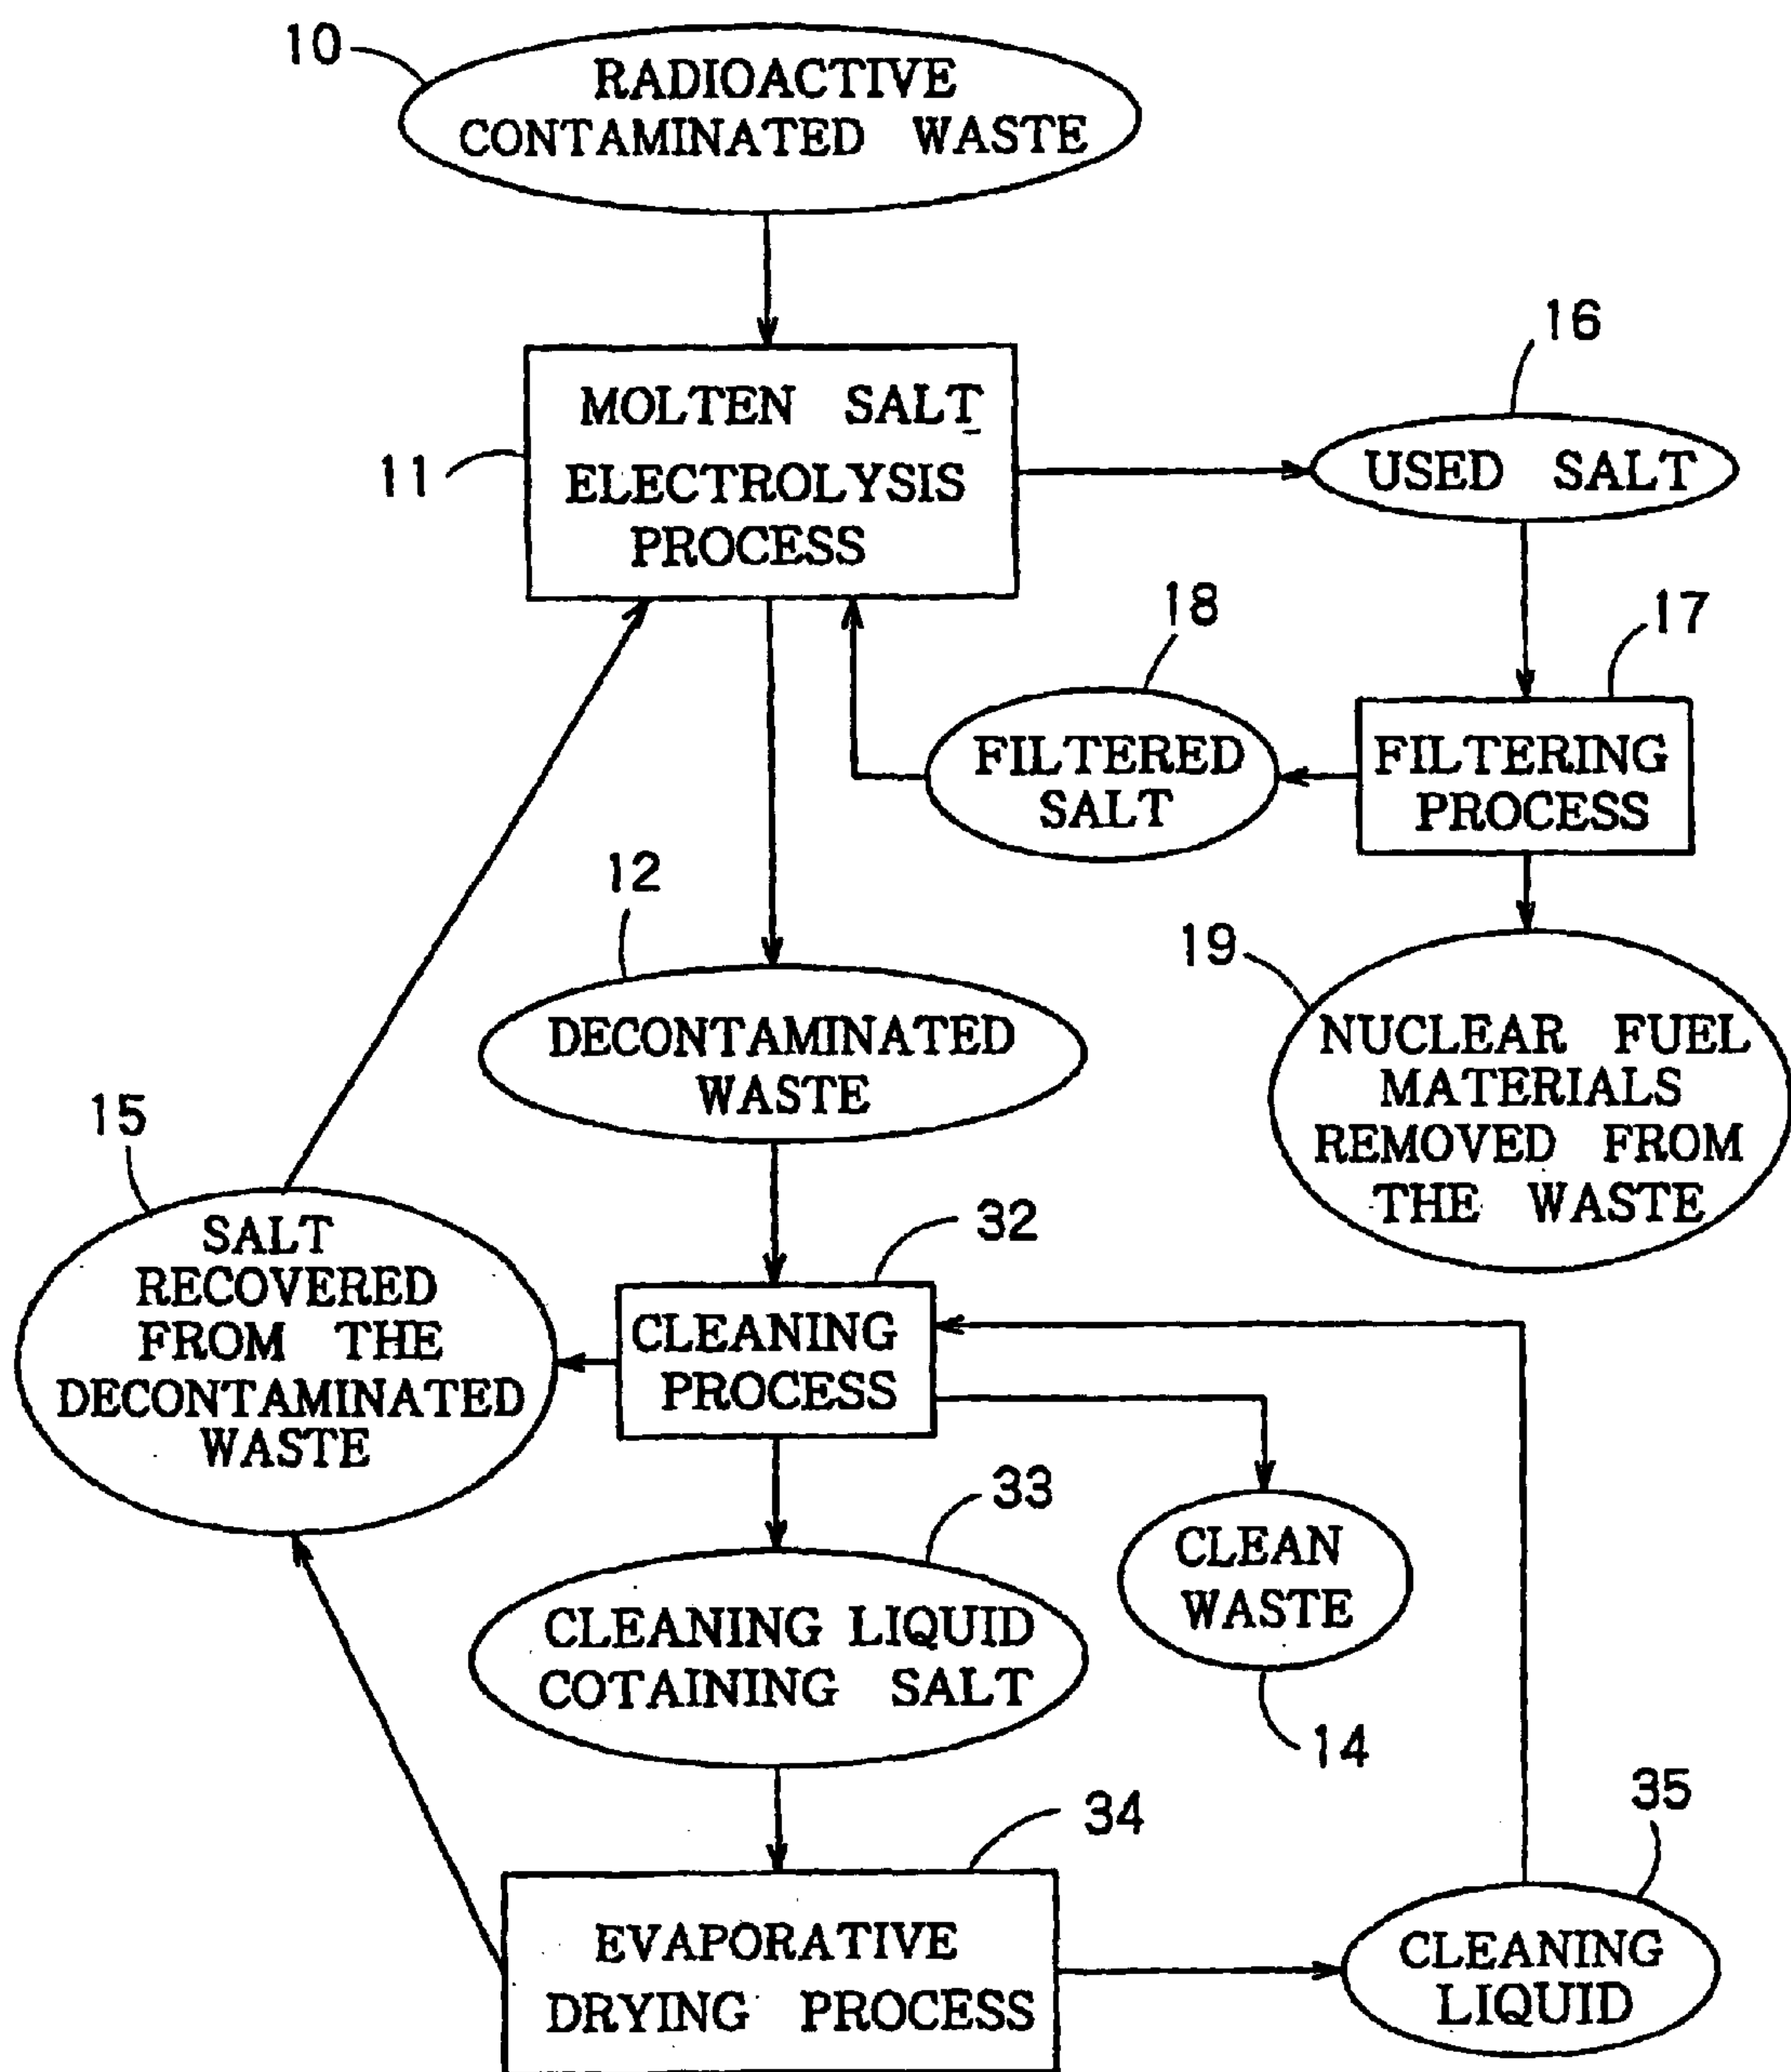 10
RADIOACTIVE
CONTAMINATED WASTE
16
MOLTEN SALT
ELECTROLYSIS
PROCESS
11
USED SALT
18
17
FILTERED
SALT
FILTERING
PROCESS
12
19
DECONTAMINATED
WASTE
NUCLEAR FUEL
MATERIALS
REMOVED FROM
THE WASTE
15
32
SALT
RECOVERED
FROM THE
DECONTAMINATED
WASTE
CLEANING
PROCESS
33
CLEAN
WASTE
CLEANING LIQUID
COTAINING SALT
14
35
34
EVAPORATIVE
DRYING PROCESS
CLEANING
LIQUID